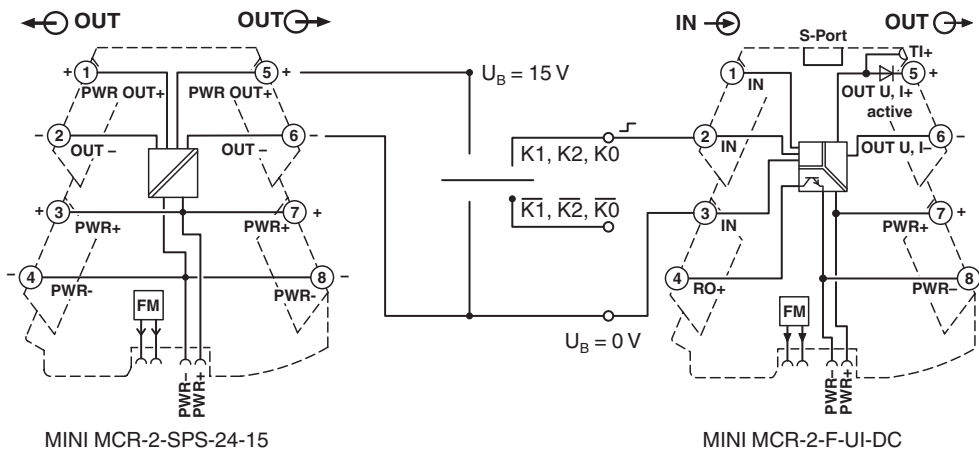 OUT
OUT
IN
OUT
S-Port
TI+
+ 1
5 +
PWR OUT+
PWR OUT+
U_B = 15 V
1
IN
5 +
OUT U, I+
active
− 2
OUT −
6 −
OUT −
K1, K2, K0
2
IN
6 −
OUT U, I−
K̅1̅, K̅2̅, K̅0̅
+ 3
PWR+
7 +
PWR+
3
IN
7 +
PWR+
− 4
PWR-
8 −
PWR-
4
RO+
8 −
PWR−
FM
FM
U_B = 0 V
PWR−
PWR+
PWR−
PWR+
MINI MCR-2-SPS-24-15
MINI MCR-2-F-UI-DC